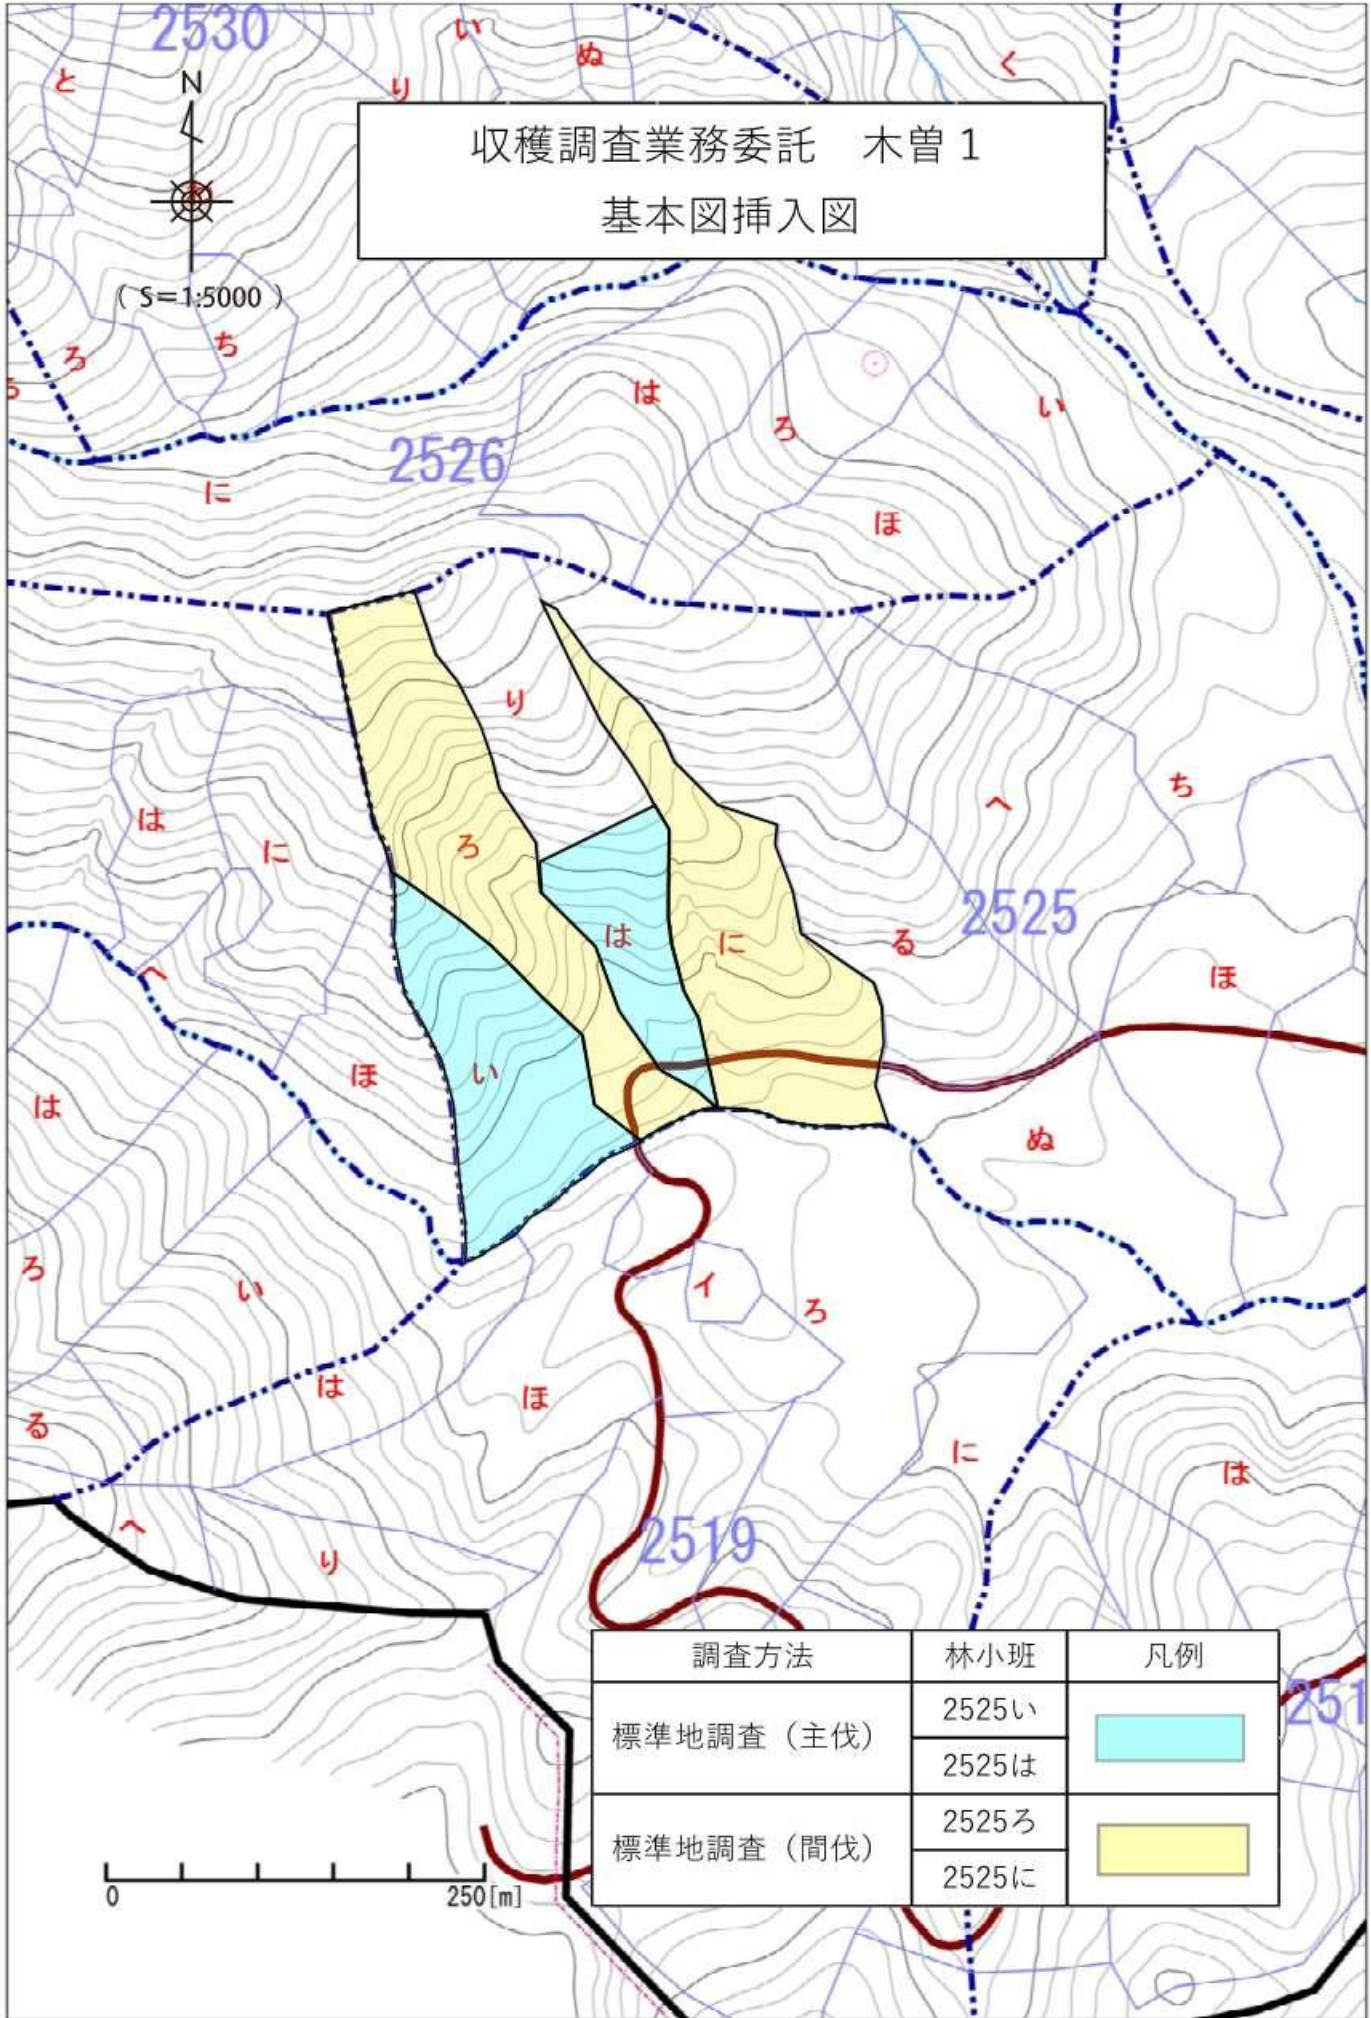 2530
い
ぬ
く
と
り
N
収穫調査業務委託　木曽1
基本図挿入図
( S=1:5000 )
ち
ろ
ろ
は
ろ
い
2526
に
ほ
り
ち
へ
は
に
ろ
2525
は
に
る
へ
ほ
ほ
い
は
ぬ
ろ
い
イ
ろ
は
ほ
る
に
は
へ
り
2519
調査方法 林小班 凡例
標準地調査（主伐） 2525い
2525は
標準地調査（間伐） 2525ろ
2525に
251
0 250[m]